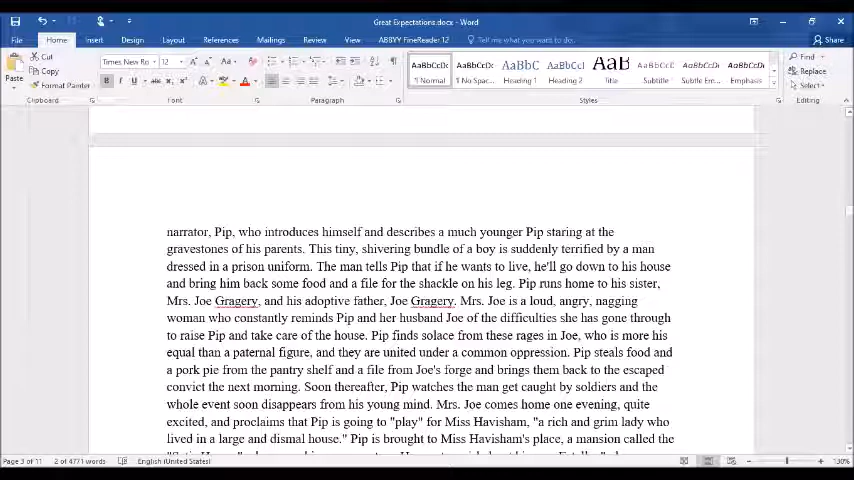 Great Expectations.docx - Word
File Home Insert Design Layout References Mailings Review View ABBYY FineReader 12 Tell me what you want to do... Share
Paste Cut Copy Format Painter
Times New Ro 12
AaBbCcDc AaBbCcDc AaBbC AaBbCcI AaB AaBbCcD AaBbCcDc AaBbCcDc
¶ Normal ¶ No Spac... Heading 1 Heading 2 Title Subtitle Subtle Em... Emphasis
Find Replace Select
Clipboard Font Paragraph Styles Editing
narrator, Pip, who introduces himself and describes a much younger Pip staring at the
gravestones of his parents. This tiny, shivering bundle of a boy is suddenly terrified by a man
dressed in a prison uniform. The man tells Pip that if he wants to live, he'll go down to his house
and bring him back some food and a file for the shackle on his leg. Pip runs home to his sister,
Mrs. Joe Gragery, and his adoptive father, Joe Gragery. Mrs. Joe is a loud, angry, nagging
woman who constantly reminds Pip and her husband Joe of the difficulties she has gone through
to raise Pip and take care of the house. Pip finds solace from these rages in Joe, who is more his
equal than a paternal figure, and they are united under a common oppression. Pip steals food and
a pork pie from the pantry shelf and a file from Joe's forge and brings them back to the escaped
convict the next morning. Soon thereafter, Pip watches the man get caught by soldiers and the
whole event soon disappears from his young mind. Mrs. Joe comes home one evening, quite
excited, and proclaims that Pip is going to "play" for Miss Havisham, "a rich and grim lady who
lived in a large and dismal house." Pip is brought to Miss Havisham's place, a mansion called the
Page 3 of 11 2 of 4771 words English (United States) 130%